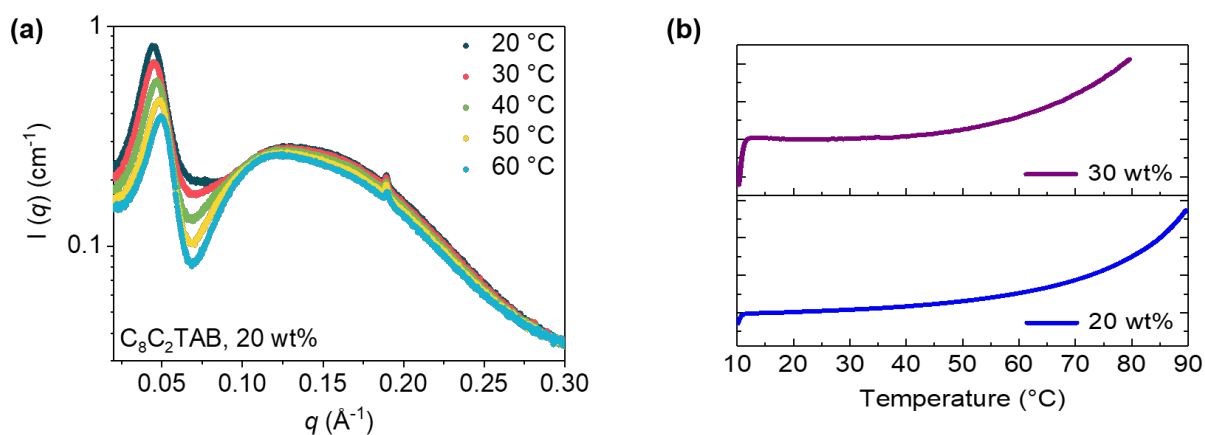 (a)
1
0.1
I (q) (cm⁻¹)
20 °C
30 °C
40 °C
50 °C
60 °C
C₈C₂TAB, 20 wt%
0.05 0.10 0.15 0.20 0.25 0.30
q (Å⁻¹)
(b)
30 wt%
20 wt%
10 20 30 40 50 60 70 80 90
Temperature (°C)